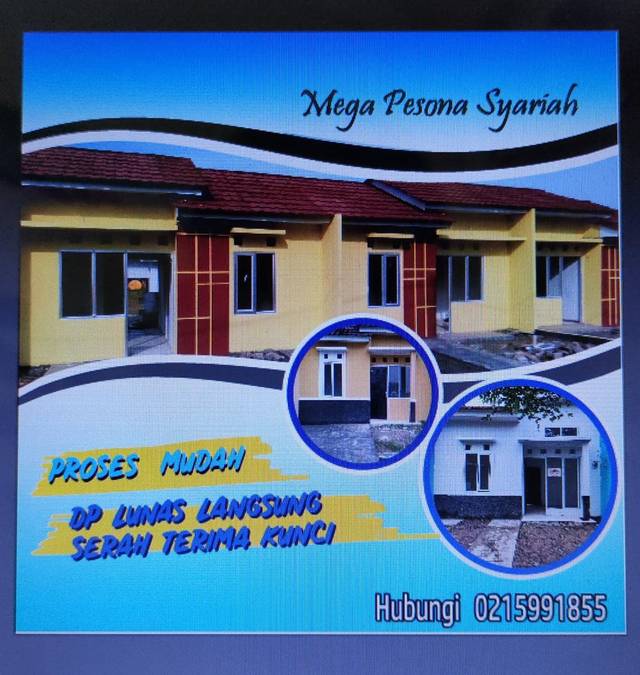 Mega Pesona Syariah
PROSES MUDAH
DP LUNAS LANGSUNG
SERAH TERIMA KUNCI
Hubungi 0215991855